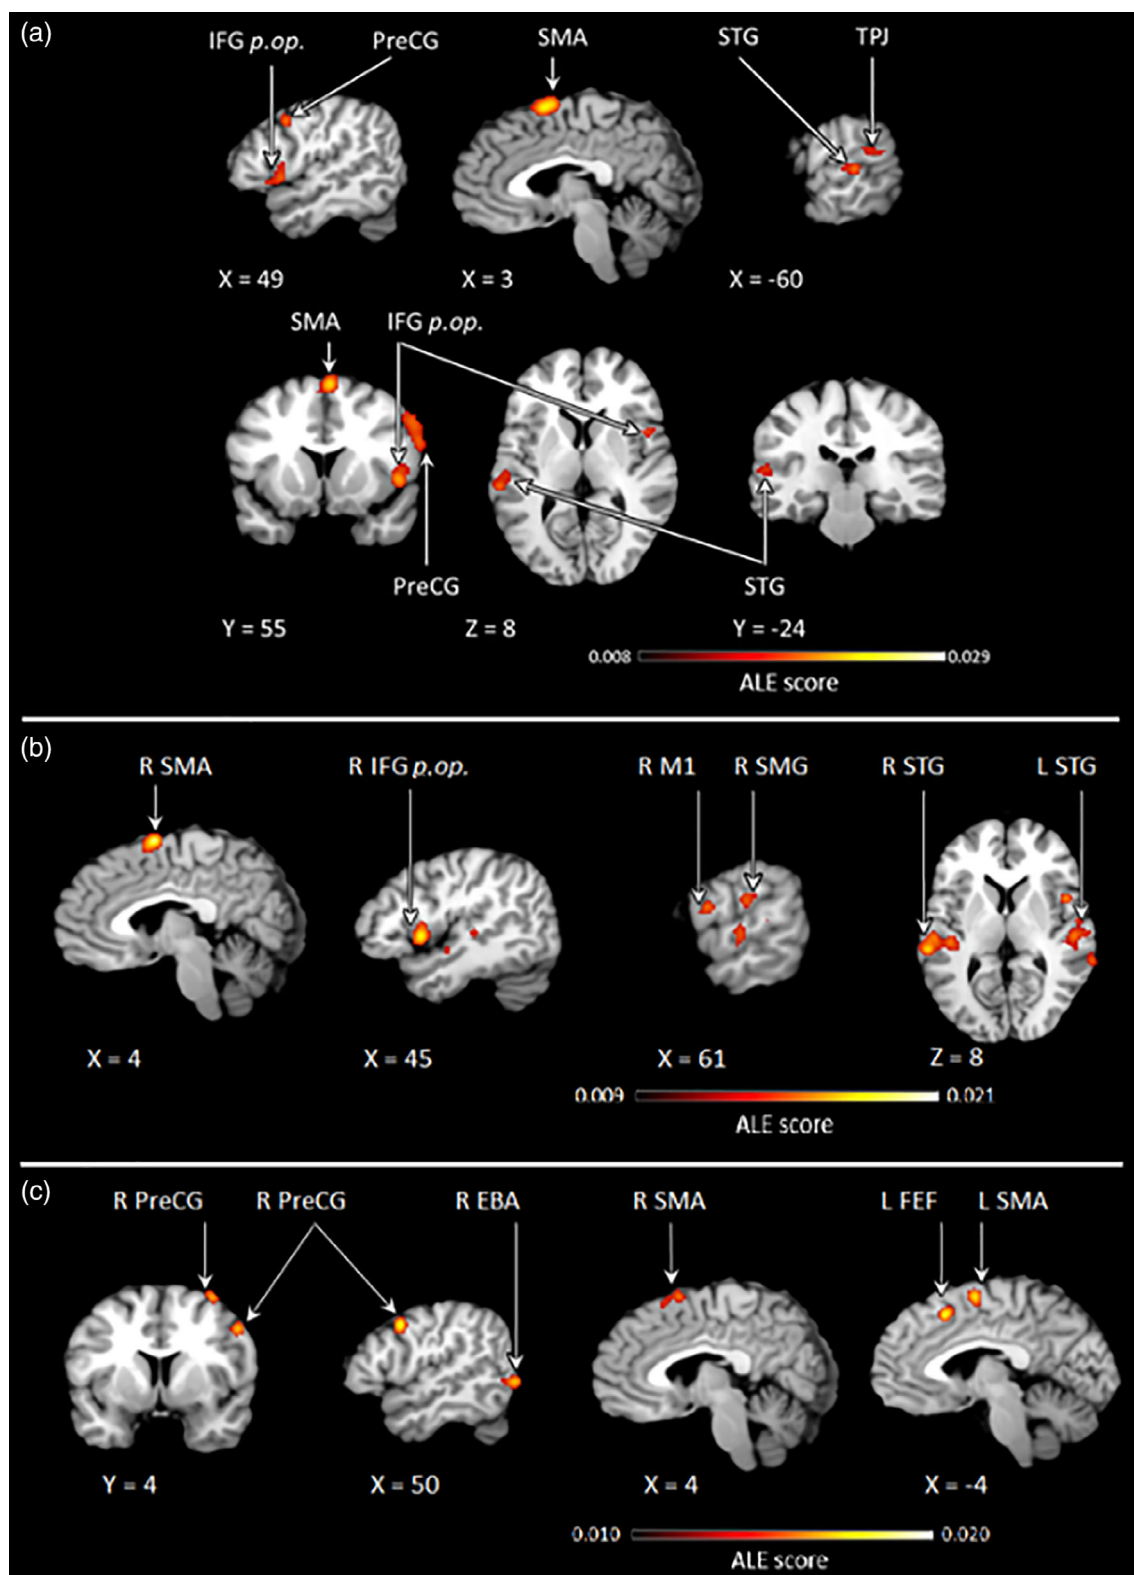 (a)
IFG p.op. PreCG SMA STG TPJ
X = 49 X = 3 X = -60
SMA IFG p.op.
PreCG STG
Y = 55 Z = 8 Y = -24
0.008 0.029
ALE score
(b)
R SMA R IFG p.op. R M1 R SMG R STG L STG
X = 4 X = 45 X = 61 Z = 8
0.009 0.021
ALE score
(c)
R PreCG R PreCG R EBA R SMA L FEF L SMA
Y = 4 X = 50 X = 4 X = -4
0.010 0.020
ALE score